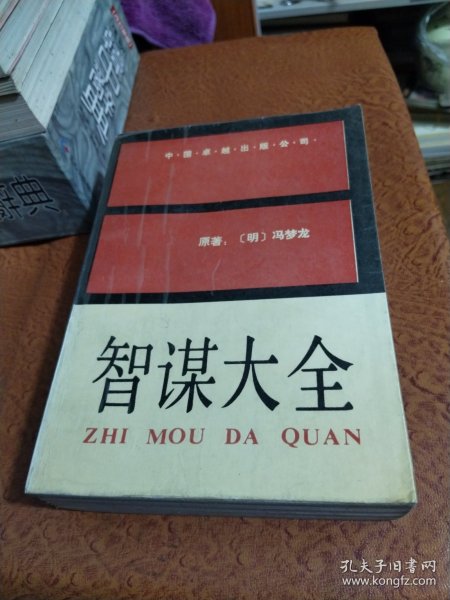 中·国·卓·越·出·版·公·司·
原著：〔明〕冯梦龙
智谋大全
ZHI MOU DA QUAN
孔夫子旧书网
www.kongfz.com